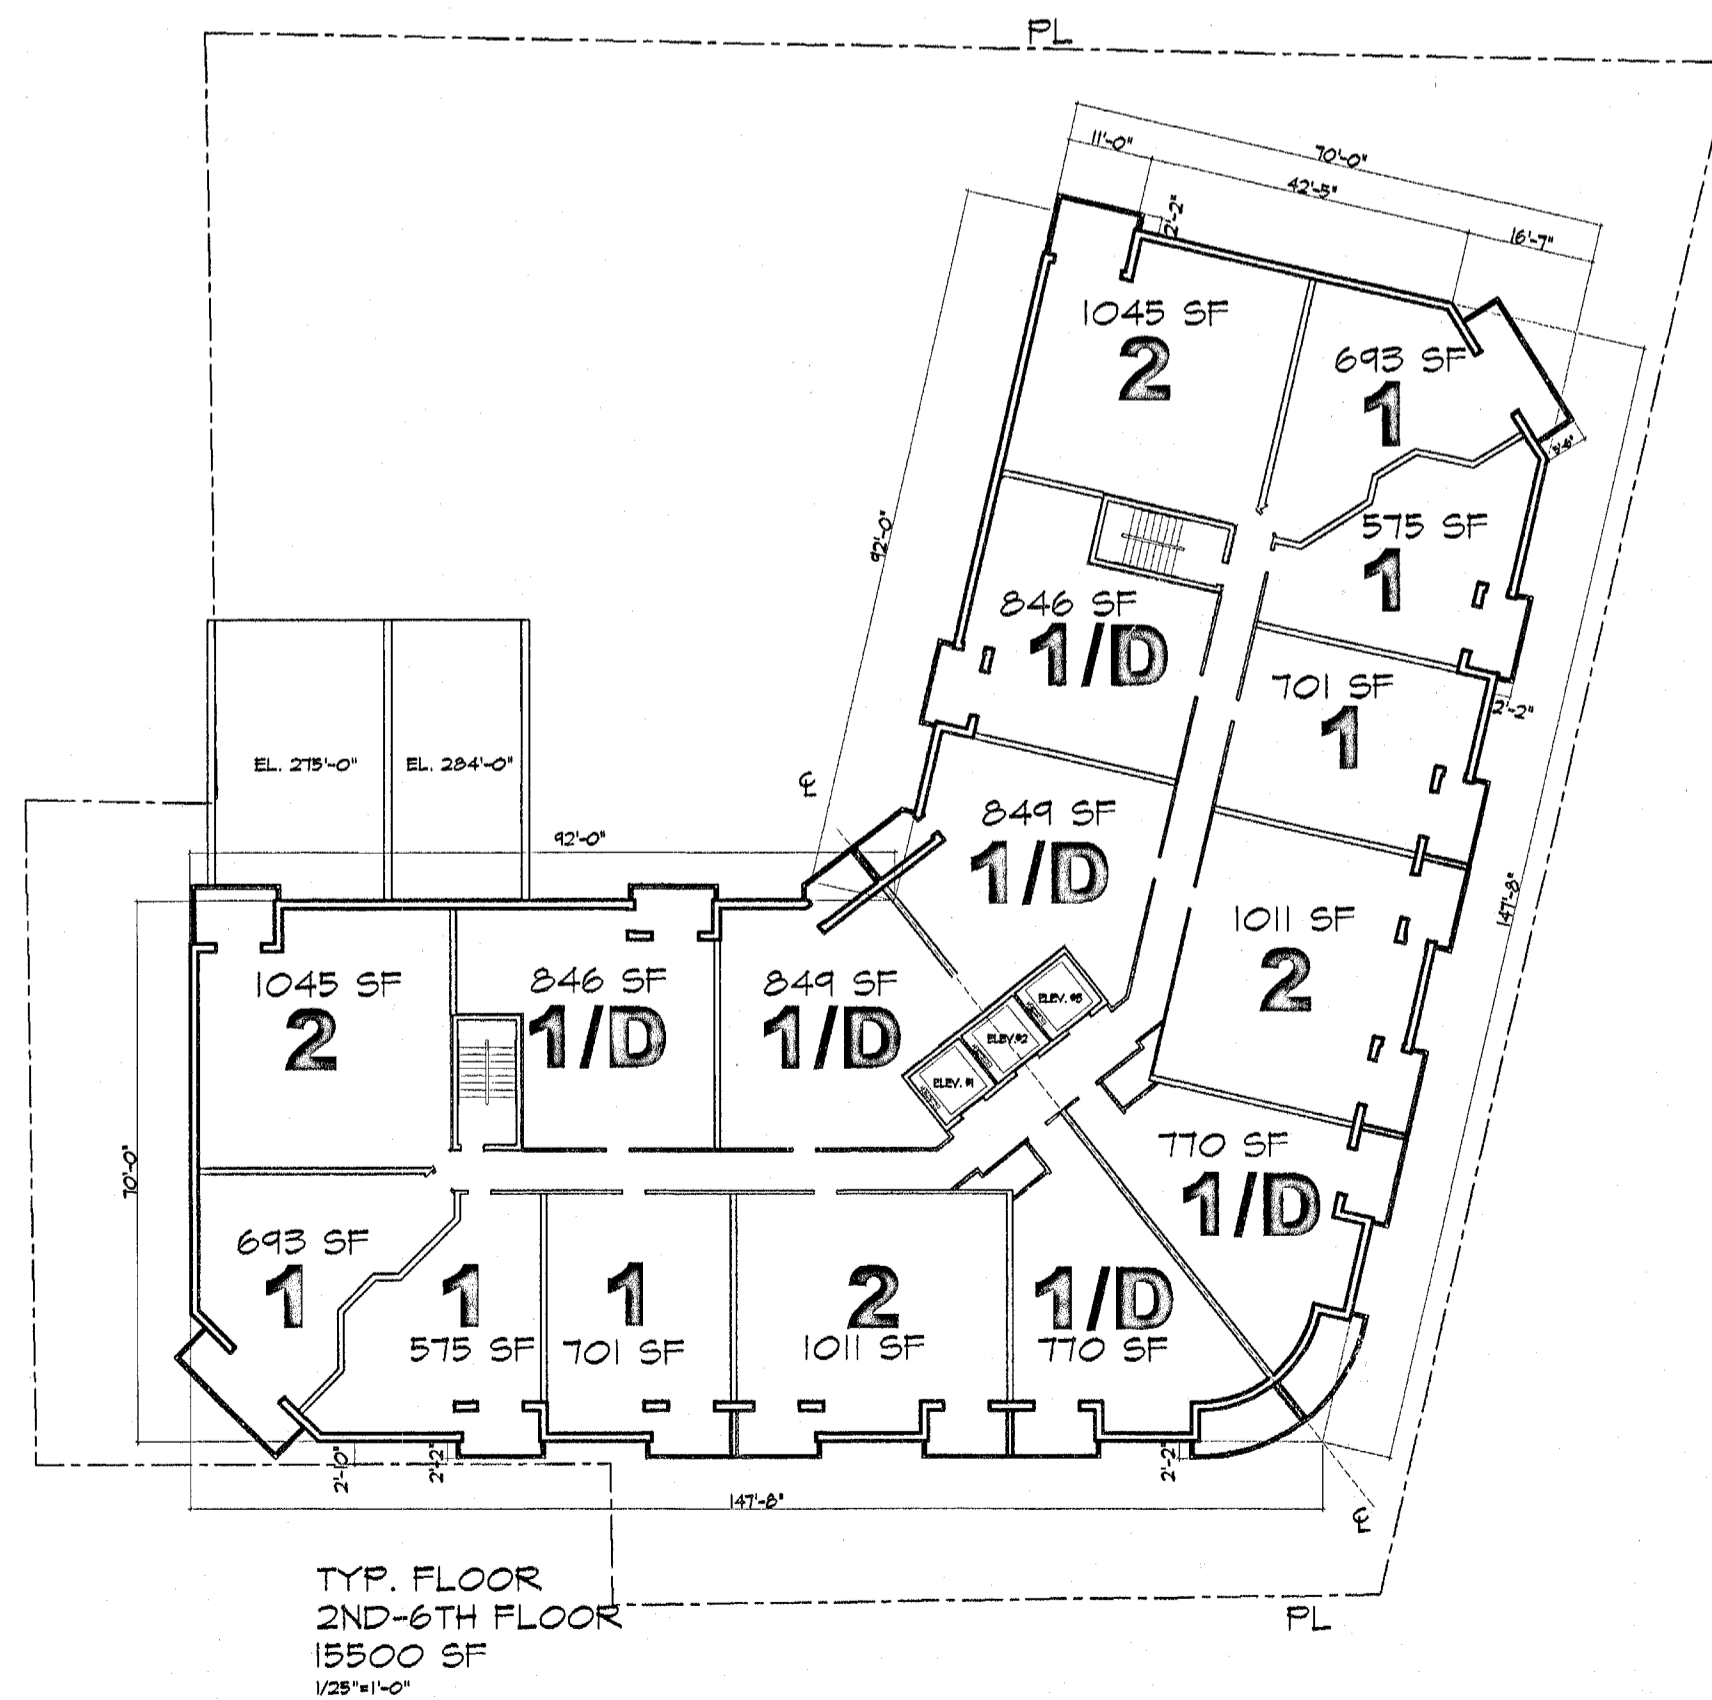 PL
70'-0"
11'-0"
42'-5"
16'-7"
2'-2"
1045 SF
2
693 SF
1
575 SF
1
92'-0"
846 SF
1/D
701 SF
1
2'-2"
EL. 275'-0"
EL. 284'-0"
℄
92'-0"
849 SF
1/D
1011 SF
2
147'-8"
1045 SF
2
846 SF
1/D
849 SF
1/D
ELEV. #3
ELEV. #2
ELEV. #1
70'-0"
770 SF
1/D
693 SF
1
1
575 SF
1
701 SF
2
1011 SF
1/D
770 SF
2'-10"
2'-2"
2'-2"
147'-8"
℄
TYP. FLOOR
2ND-6TH FLOOR
15500 SF
1/25"=1'-0"
PL